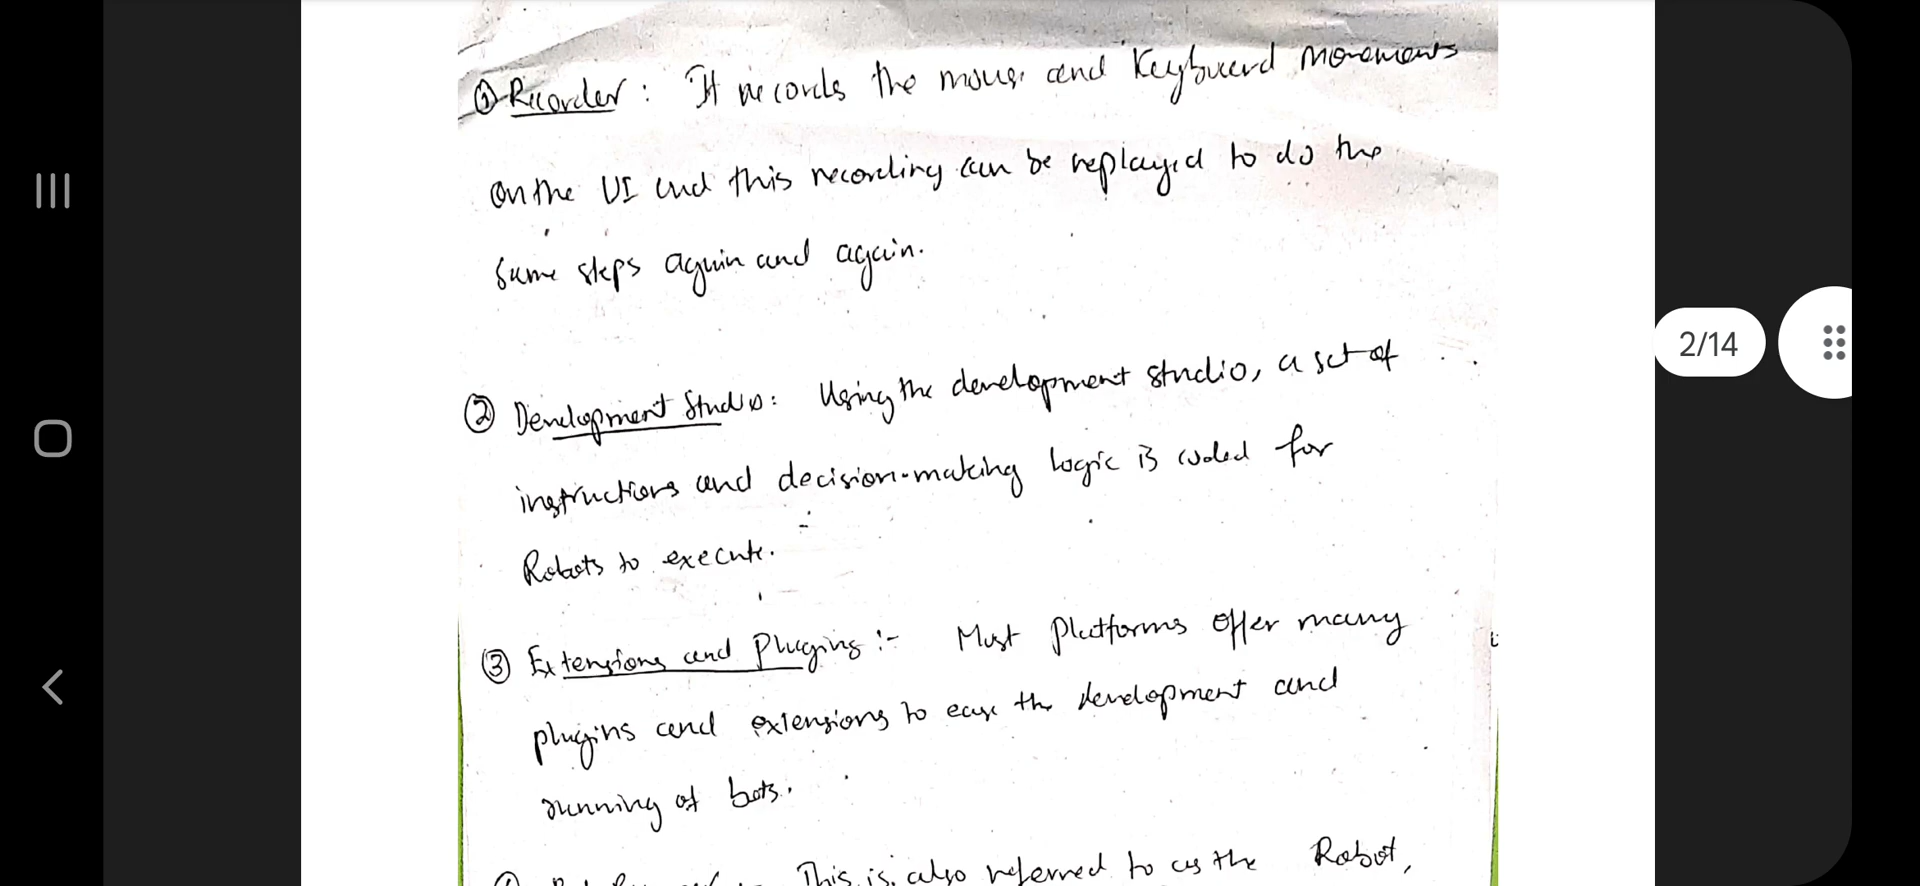 ① Recorder : It records the mouse and Keyboard Movements
on the UI and this recording can be replayed to do the
same steps again and again.
② Development Studio: Using the development studio, a set of
instructions and decision-making logic is coded for
Robots to execute.
③ Extensions and Plugins :- Most Platforms offer many
plugins and extensions to ease the development and
running of bots.
This is also referred to as the Robot,
2/14